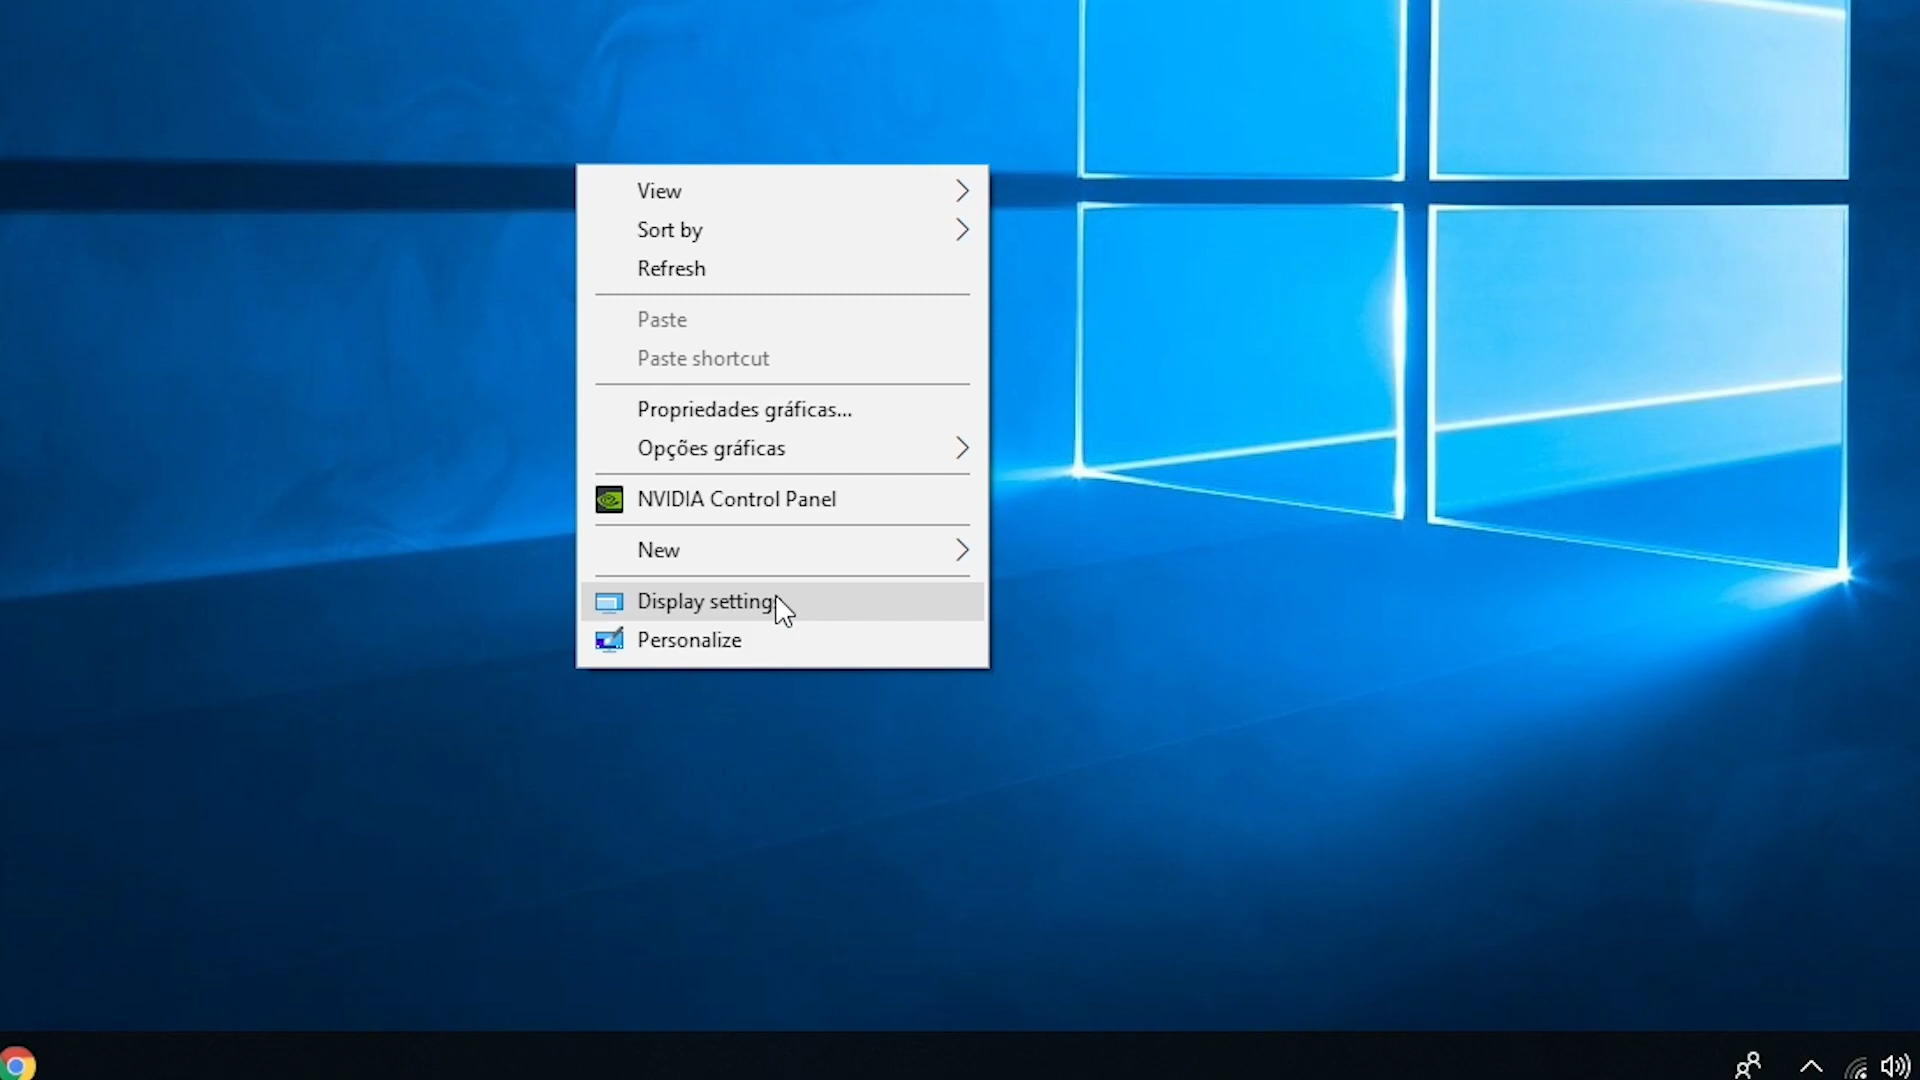 View
Sort by
Refresh
Paste
Paste shortcut
Propriedades gráficas...
Opções gráficas
NVIDIA Control Panel
New
Display settings
Personalize